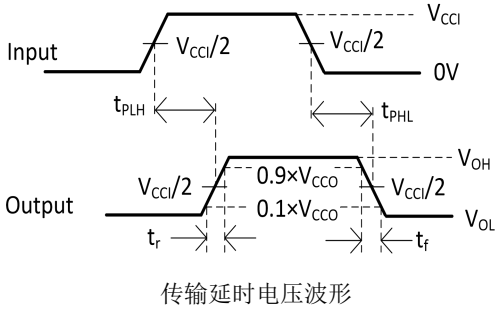 V_CCI
Input
V_CCI/2
V_CCI/2
0V
t_PLH
t_PHL
V_OH
0.9×V_CCO
V_CCI/2
V_CCI/2
Output
0.1×V_CCO
V_OL
t_r
t_f
传输延时电压波形